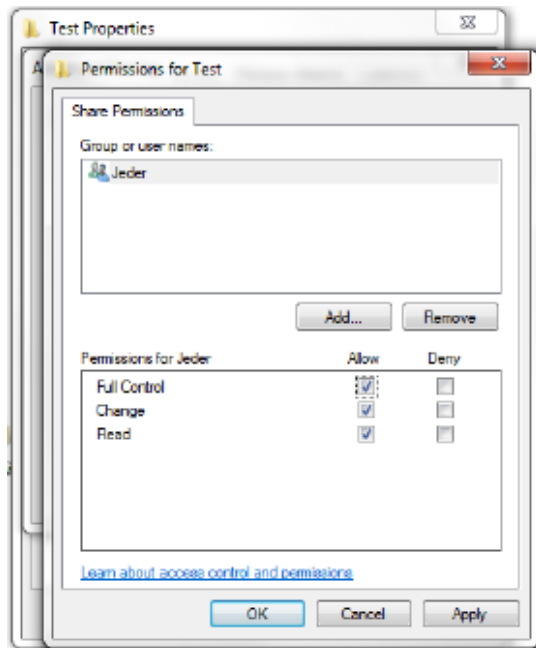 Test Properties
Permissions for Test
Share Permissions
Group or user names:
Jeder
Add...
Remove
Permissions for Jeder
Allow
Deny
Full Control
Change
Read
Learn about access control and permissions
OK
Cancel
Apply